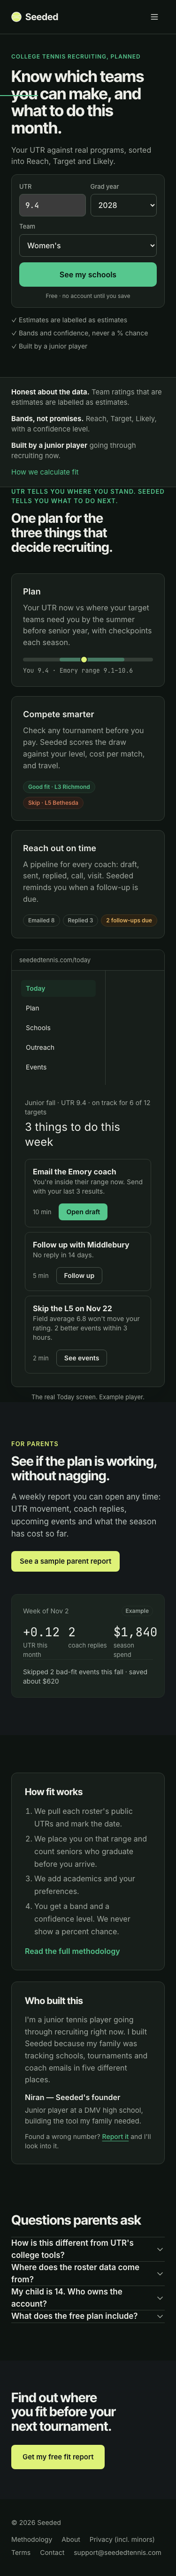 Seeded
COLLEGE TENNIS RECRUITING, PLANNED
Know which teams
you can make, and
what to do this
month.
Your UTR against real programs, sorted
into Reach, Target and Likely.
UTR
Grad year
9.4
2028
Team
Women's
See my schools
Free · no account until you save
✓ Estimates are labelled as estimates
✓ Bands and confidence, never a % chance
✓ Built by a junior player
Honest about the data. Team ratings that are
estimates are labelled as estimates.
Bands, not promises. Reach, Target, Likely,
with a confidence level.
Built by a junior player going through
recruiting now.
How we calculate fit
UTR TELLS YOU WHERE YOU STAND. SEEDED
TELLS YOU WHAT TO DO NEXT.
One plan for the
three things that
decide recruiting.
Plan
Your UTR now vs where your target
teams need you by the summer
before senior year, with checkpoints
each season.
You 9.4 · Emory range 9.1–10.6
Compete smarter
Check any tournament before you
pay. Seeded scores the draw
against your level, cost per match,
and travel.
Good fit · L3 Richmond
Skip · L5 Bethesda
Reach out on time
A pipeline for every coach: draft,
sent, replied, call, visit. Seeded
reminds you when a follow-up is
due.
Emailed 8
Replied 3
2 follow-ups due
seededtennis.com/today
Today
Plan
Schools
Outreach
Events
Junior fall · UTR 9.4 · on track for 6 of 12
targets
3 things to do this
week
Email the Emory coach
You're inside their range now. Send
with your last 3 results.
10 min
Open draft
Follow up with Middlebury
No reply in 14 days.
5 min
Follow up
Skip the L5 on Nov 22
Field average 6.8 won't move your
rating. 2 better events within 3
hours.
2 min
See events
The real Today screen. Example player.
FOR PARENTS
See if the plan is working,
without nagging.
A weekly report you can open any time:
UTR movement, coach replies,
upcoming events and what the season
has cost so far.
See a sample parent report
Week of Nov 2
Example
+0.12
2
$1,840
UTR this
month
coach replies
season
spend
Skipped 2 bad-fit events this fall · saved
about $620
How fit works
1. We pull each roster's public
UTRs and mark the date.
2. We place you on that range and
count seniors who graduate
before you arrive.
3. We add academics and your
preferences.
4. You get a band and a
confidence level. We never
show a percent chance.
Read the full methodology
Who built this
I'm a junior tennis player going
through recruiting right now. I built
Seeded because my family was
tracking schools, tournaments and
coach emails in five different
places.
Niran — Seeded's founder
Junior player at a DMV high school,
building the tool my family needed.
Found a wrong number? Report it and I'll
look into it.
Questions parents ask
How is this different from UTR's
college tools?
Where does the roster data come
from?
My child is 14. Who owns the
account?
What does the free plan include?
Find out where
you fit before your
next tournament.
Get my free fit report
© 2026 Seeded
Methodology
About
Privacy (incl. minors)
Terms
Contact
support@seededtennis.com